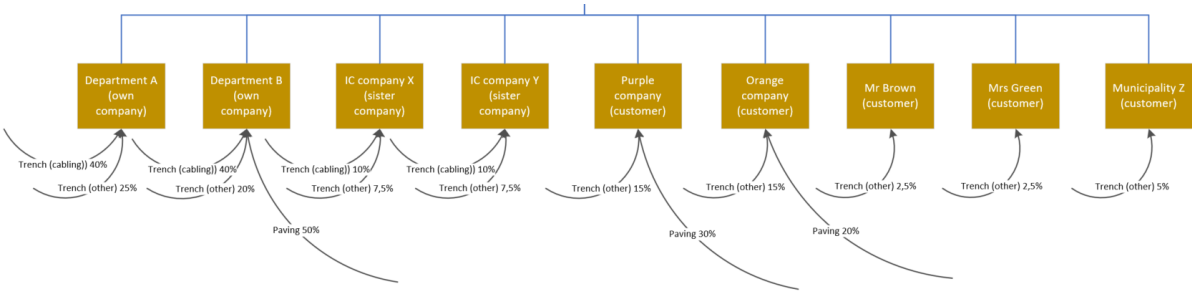 Department A
(own
company)
Department B
(own
company)
IC company X
(sister
company)
IC company Y
(sister
company)
Purple
company
(customer)
Orange
company
(customer)
Mr Brown
(customer)
Mrs Green
(customer)
Municipality Z
(customer)
Trench (cabling)) 40%
Trench (cabling)) 40%
Trench (cabling)) 10%
Trench (cabling)) 10%
Trench (other) 25%
Trench (other) 20%
Trench (other) 7,5%
Trench (other) 7,5%
Trench (other) 15%
Trench (other) 15%
Trench (other) 2,5%
Trench (other) 2,5%
Trench (other) 5%
Paving 50%
Paving 30%
Paving 20%